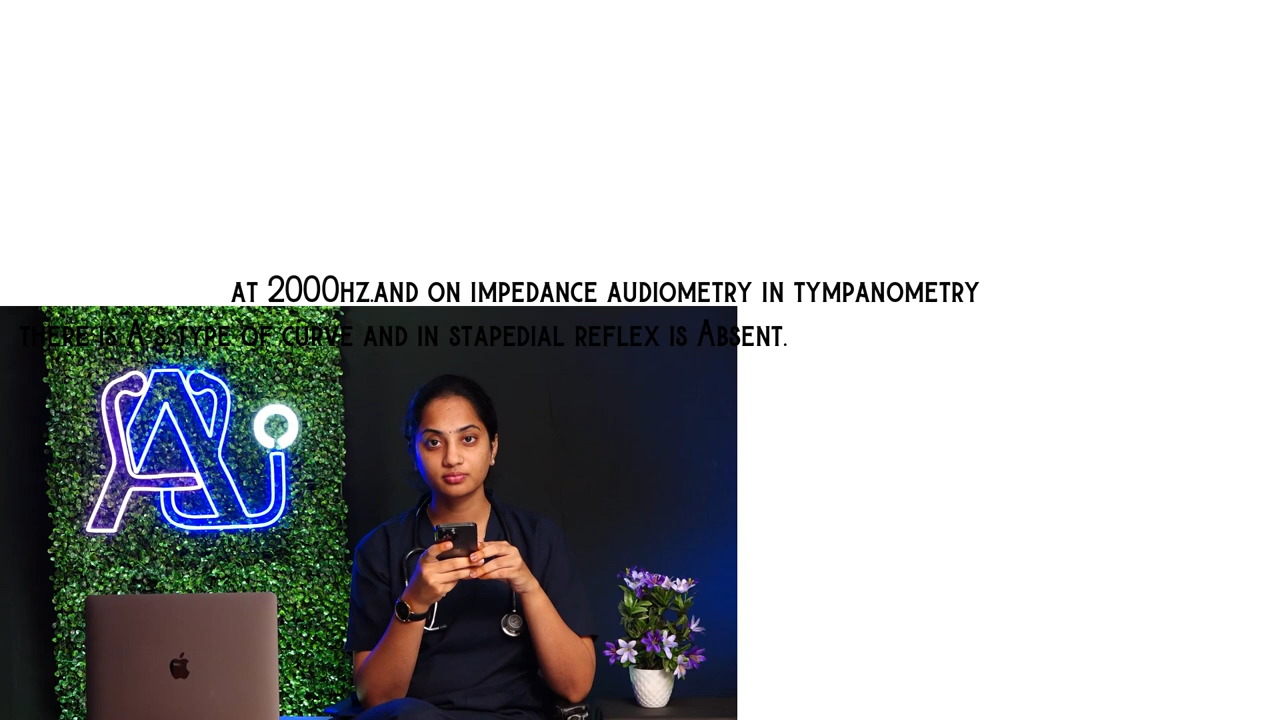 at 2000hz.and on impedance audiometry in tympanometry
there is A s type of curve and in stapedial reflex is Absent.